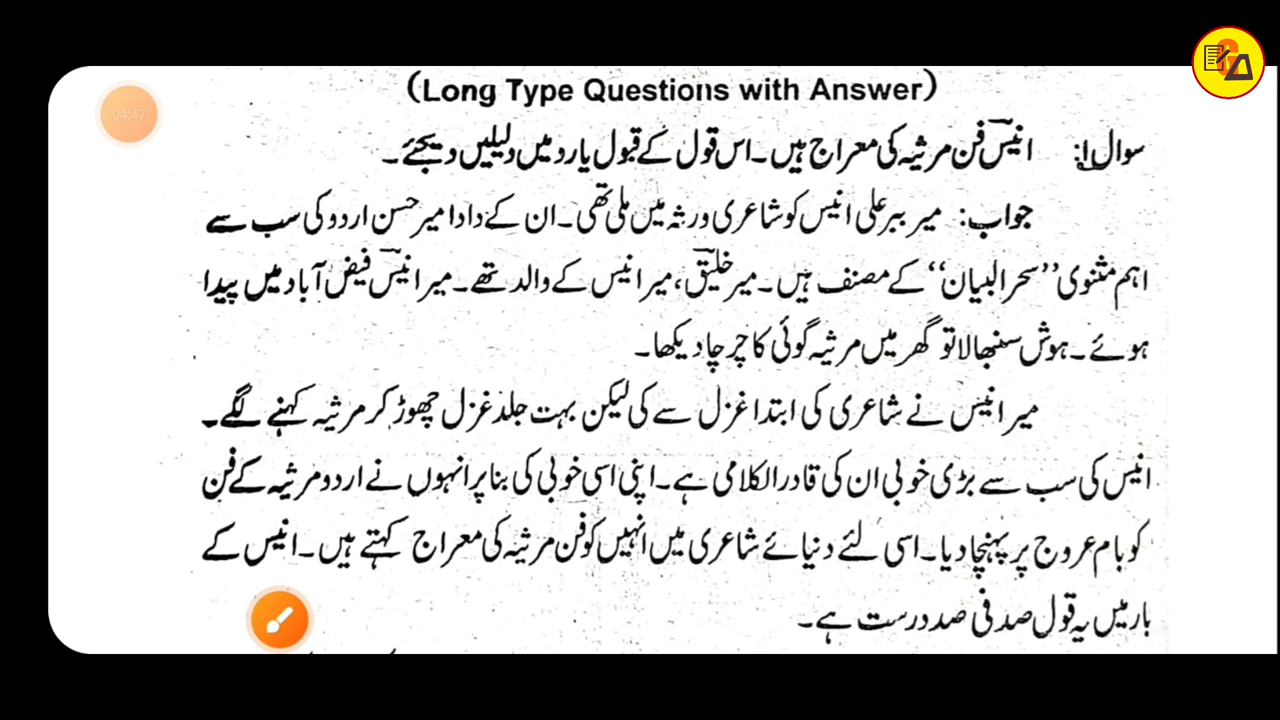 (Long Type Questions with Answer)
04:47
سوال ۱: انیسؔ فن مرثیہ کی معراج ہیں۔ اس قول کے قبول یا رد میں دلیلیں دیجئے۔
جواب: میر ببر علی انیس کو شاعری ورثہ میں ملی تھی۔ ان کے دادا میر حسن اردو کی سب سے
اہم مثنوی ’’سحر البیان‘‘ کے مصنف ہیں۔ میر خلیقؔ، میر انیس کے والد تھے۔ میر انیسؔ فیض آباد میں پیدا
ہوئے۔ ہوش سنبھالا تو گھر میں مرثیہ گوئی کا چرچا دیکھا۔
میر انیس نے شاعری کی ابتدا غزل سے کی لیکن بہت جلد غزل چھوڑ کر مرثیہ کہنے لگے۔
انیس کی سب سے بڑی خوبی ان کی قادر الکلامی ہے۔ اپنی اسی خوبی کی بنا پر انہوں نے اردو مرثیہ کے فن
کو بام عروج پر پہنچا دیا۔ اسی لئے دنیائے شاعری میں انہیں کو فن مرثیہ کی معراج کہتے ہیں۔ انیس کے
بار میں یہ قول صد فی صد درست ہے۔